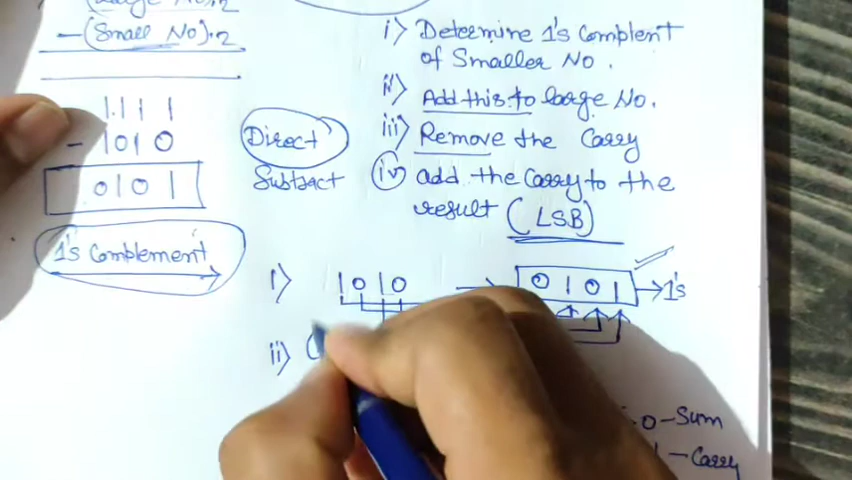 (Large No).2
- (Small No).2
1 1 1 1
- 1 0 1 0
0 1 0 1
1's Complement
Direct
Subtract
i) Determine 1's Complent
of Smaller No.
ii) Add this to large No.
iii) Remove the Carry
iv) add the Carry to the
result (LSB)
i) 1 0 1 0 → 0 1 0 1 → 1's
ii) (
0 - Sum
1 - Carry